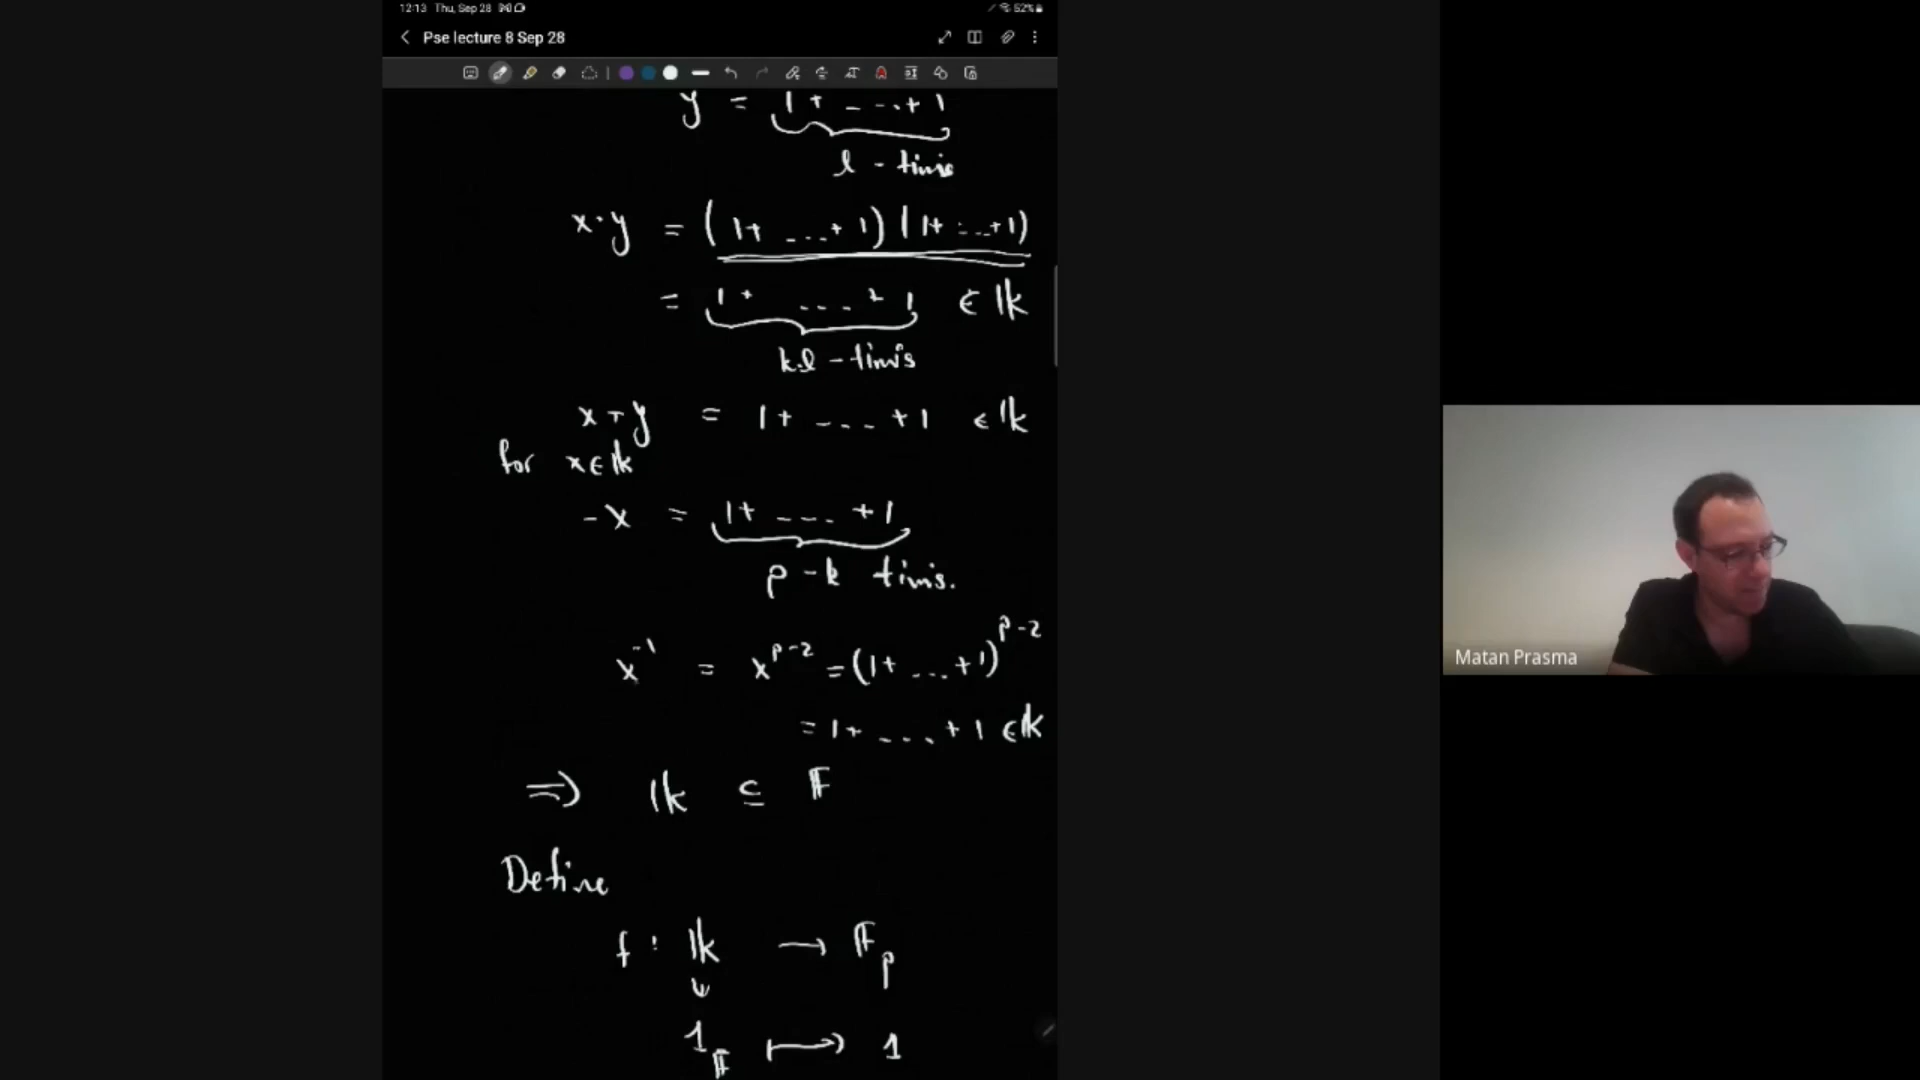 12:13 Thu, Sep 28
52%
Pse lecture 8 Sep 28
y = 1 + - - .. + 1
l - times
x·y = (1+ ...+ 1)(1+ ...+1)
= 1 + ... + 1 ∈ 𝕜
k.l - times
x + y = 1 + - ... + 1 ∈ 𝕜
for x ∈ 𝕜
- x = 1 + - - - . + 1
p - k times.
x⁻¹ = x^{p-2} = (1+ ...+1)^{p-2}
= 1 + - . . . + 1 ∈ 𝕜
⇒ 𝕜 ⊆ 𝔽
Define
f : 𝕜 → 𝔽_p
1_𝔽 ↦ 1
Matan Prasma